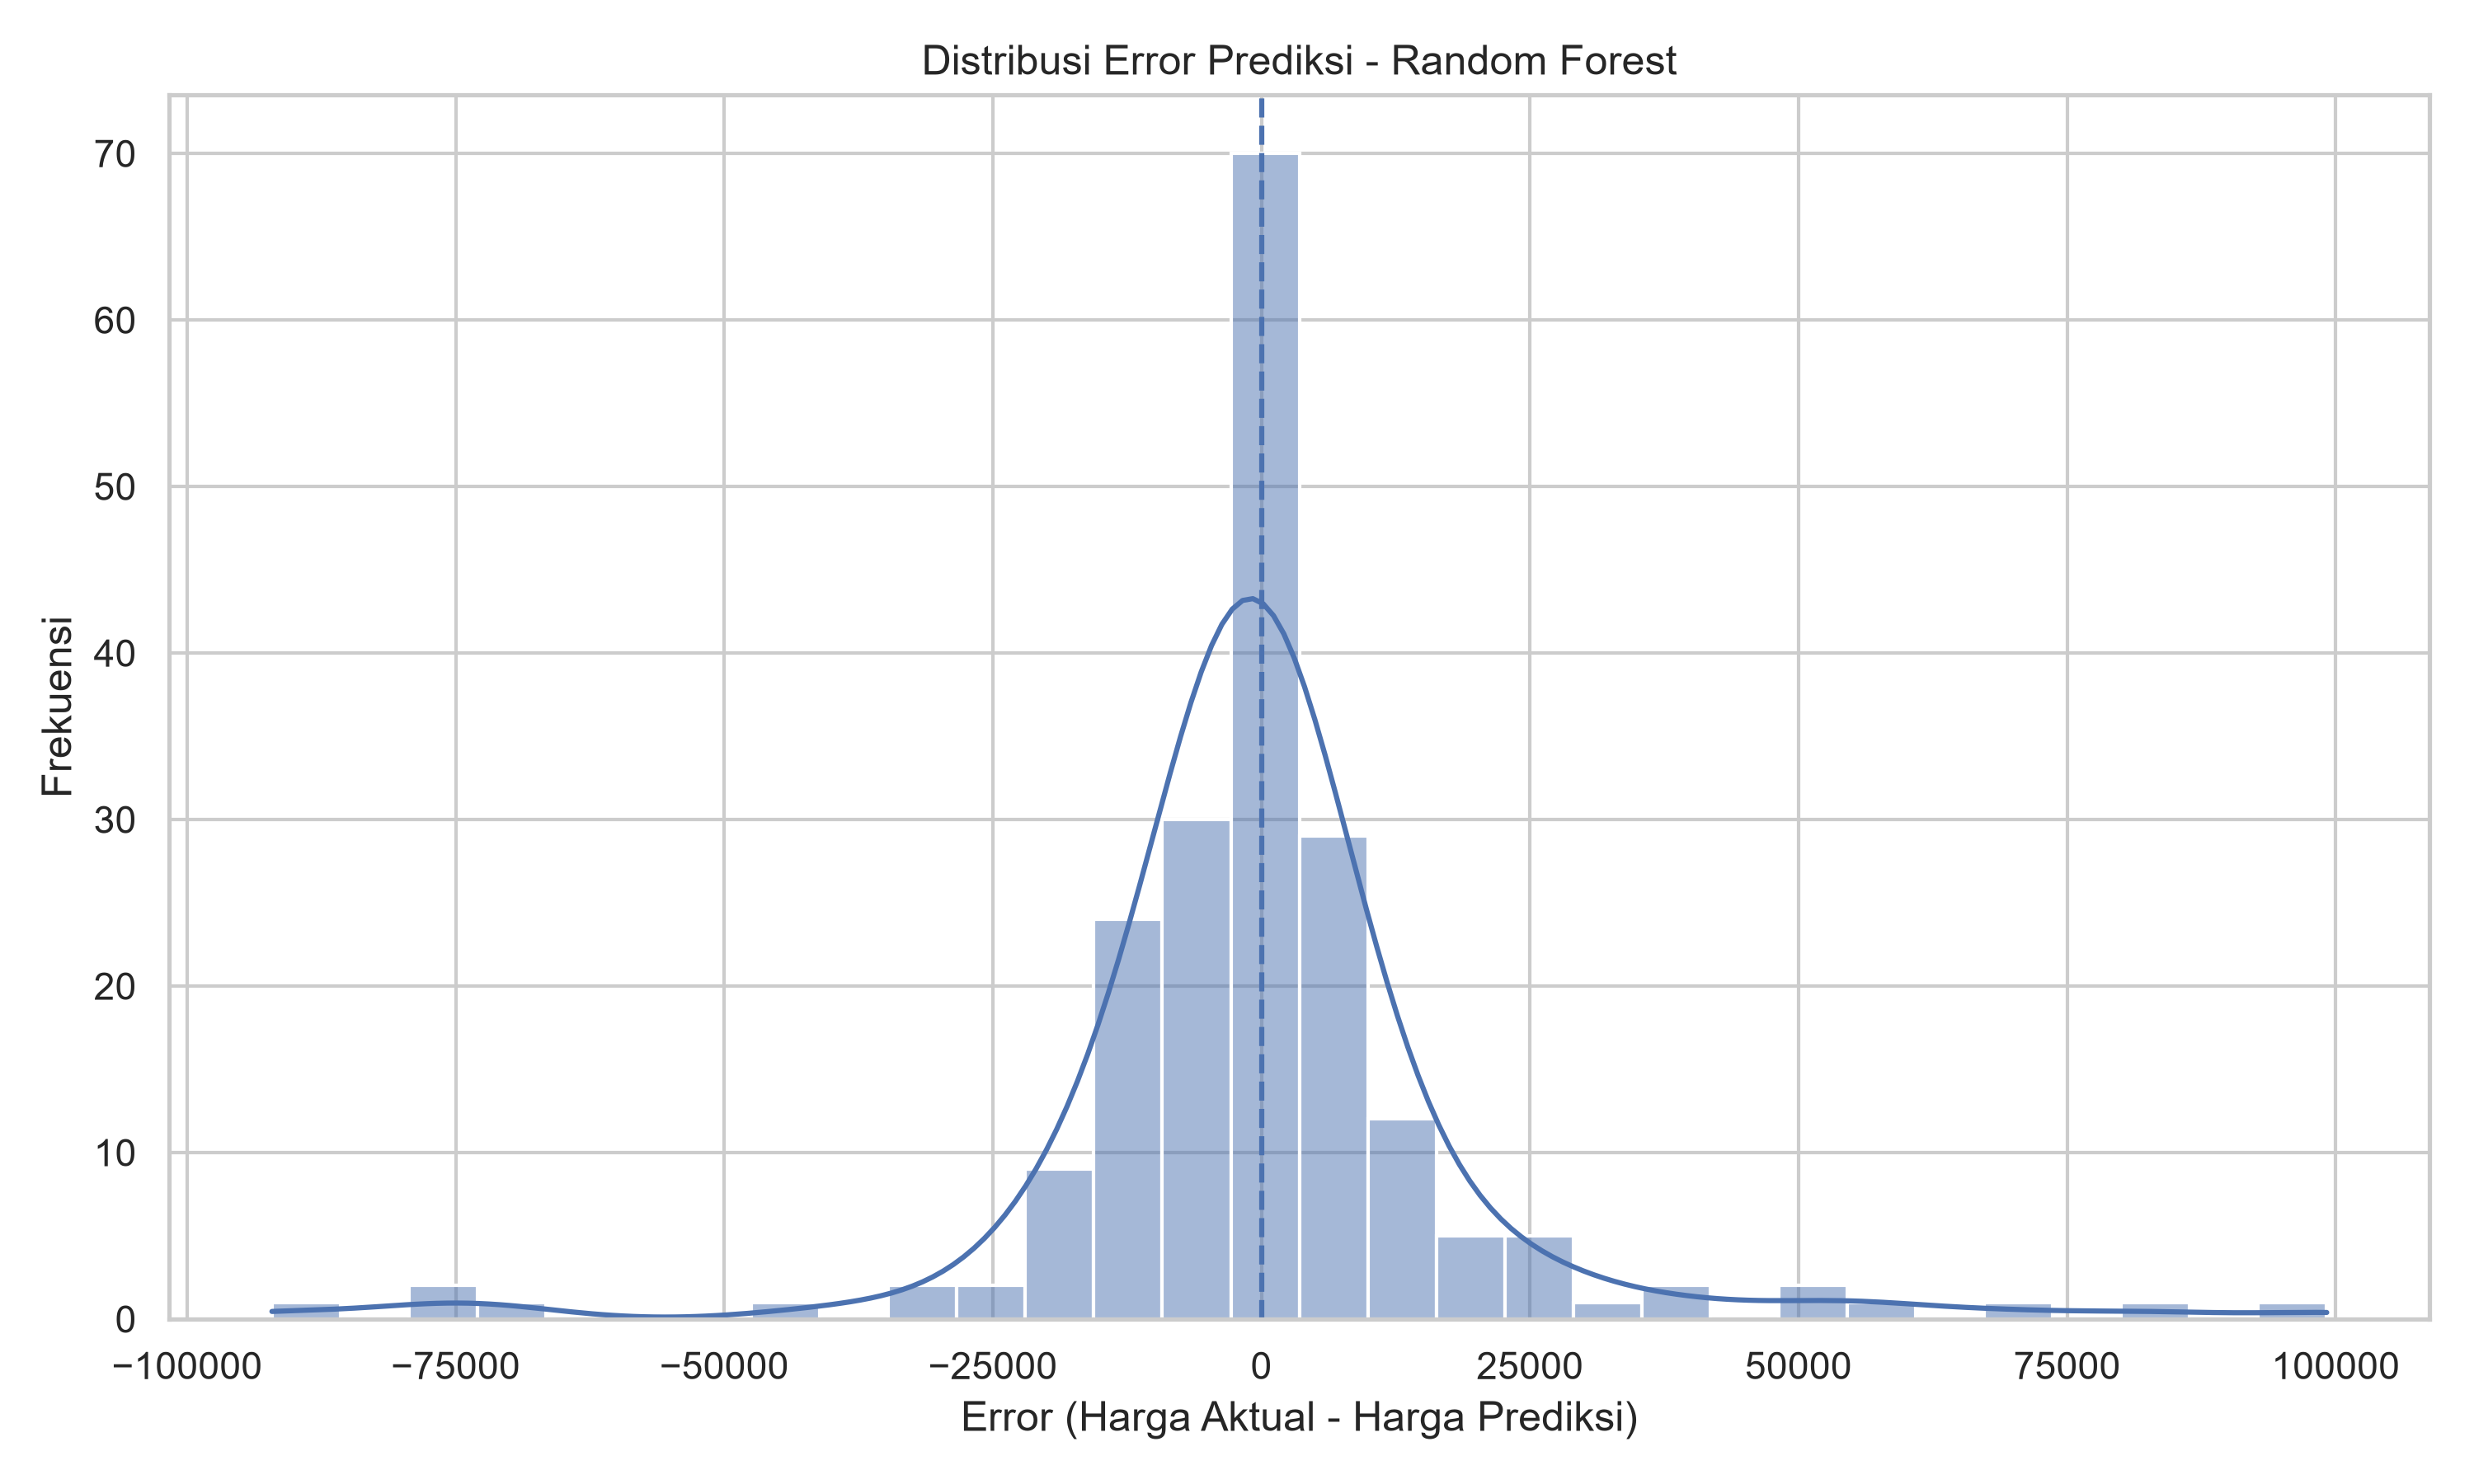 Distribusi Error Prediksi - Random Forest
Frekuensi
70
60
50
40
30
20
10
0
−100000 −75000 −50000 −25000 0 25000 50000 75000 100000
Error (Harga Aktual - Harga Prediksi)